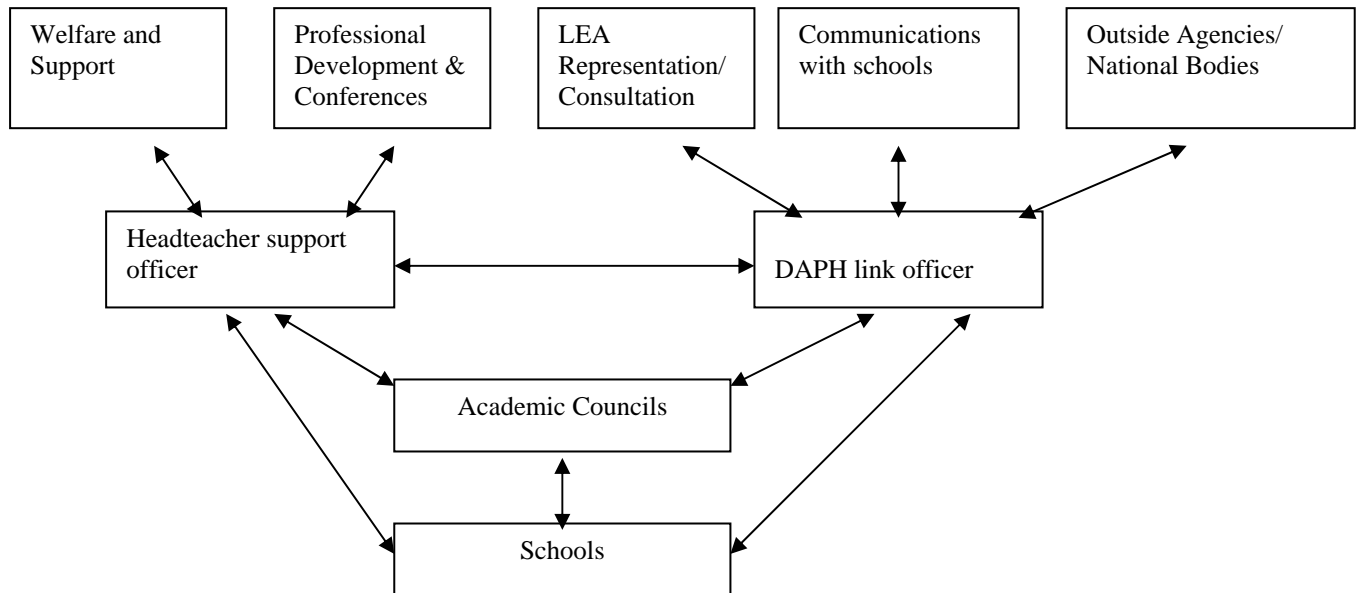 Welfare and
Support
Professional
Development &
Conferences
LEA
Representation/
Consultation
Communications
with schools
Outside Agencies/
National Bodies
Headteacher support
officer
DAPH link officer
Academic Councils
Schools